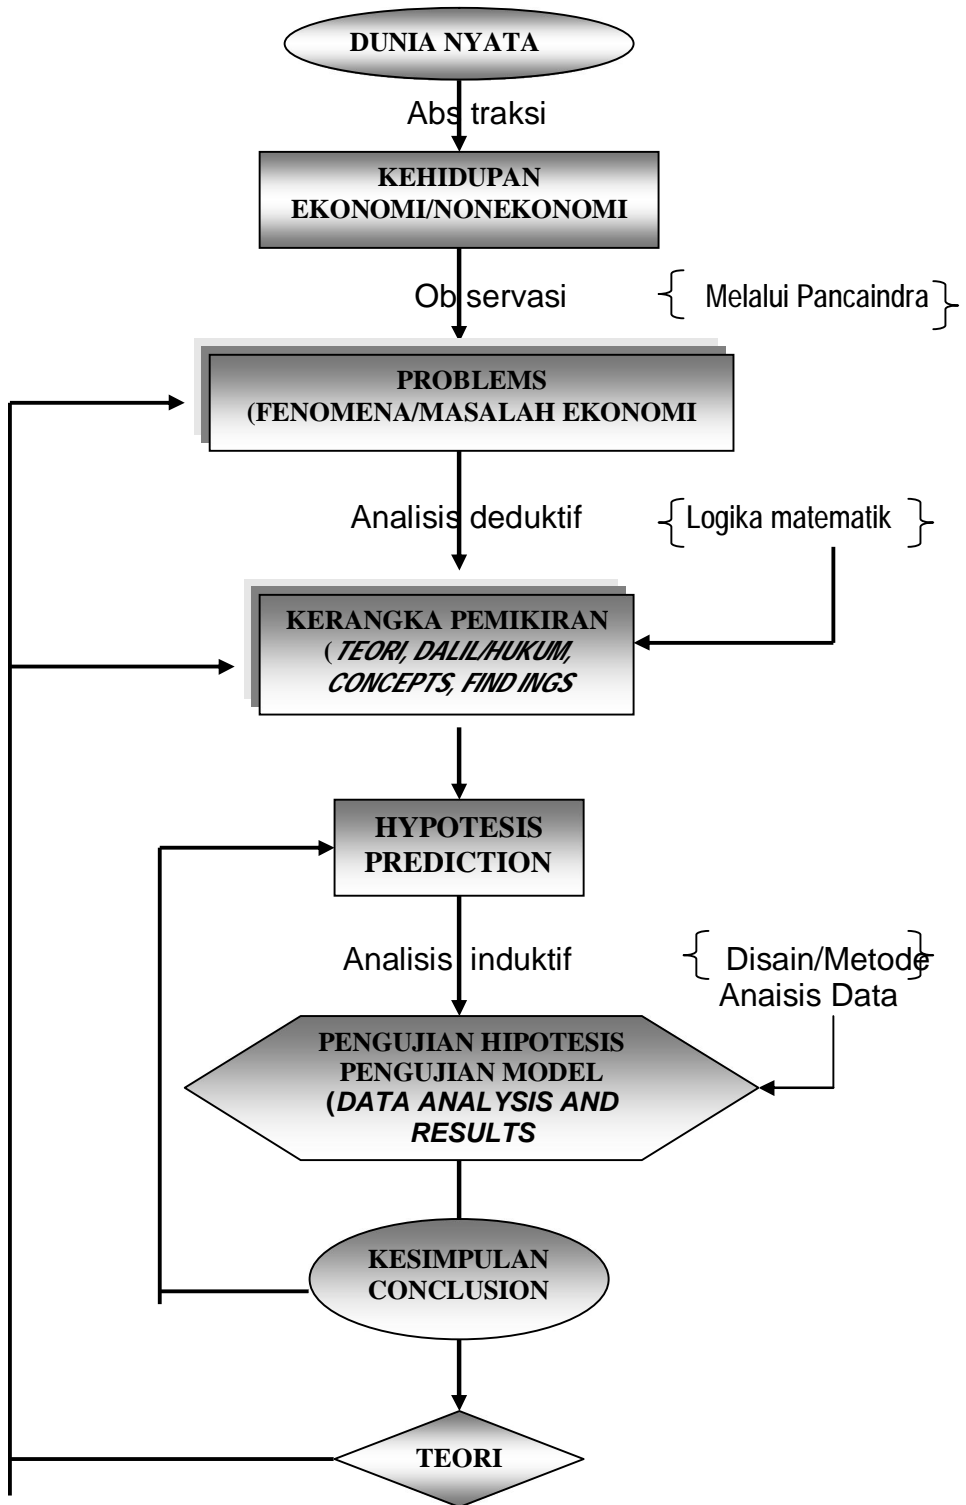 DUNIA NYATA
Abs traksi
KEHIDUPAN
EKONOMI/NONEKONOMI
Ob servasi
{ Melalui Pancaindra }
PROBLEMS
(FENOMENA/MASALAH EKONOMI
Analisis deduktif
{ Logika matematik }
KERANGKA PEMIKIRAN
( TEORI, DALIL/HUKUM,
CONCEPTS, FIND INGS
HYPOTESIS
PREDICTION
Analisis induktif
{ Disain/Metode }
Anaisis Data
PENGUJIAN HIPOTESIS
PENGUJIAN MODEL
(DATA ANALYSIS AND
RESULTS
KESIMPULAN
CONCLUSION
TEORI